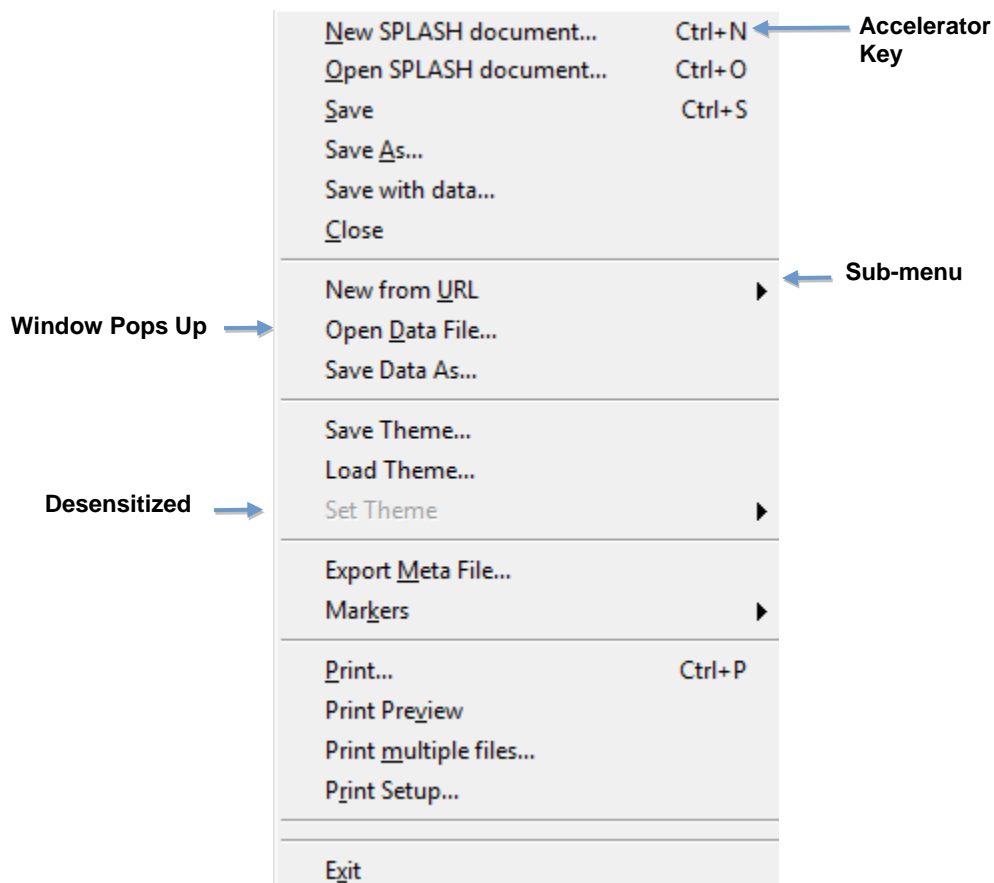 New SPLASH document... Ctrl+N
Accelerator
Key
Open SPLASH document... Ctrl+O
Save Ctrl+S
Save As...
Save with data...
Close
New from URL
Sub-menu
Window Pops Up
Open Data File...
Save Data As...
Save Theme...
Load Theme...
Desensitized
Set Theme
Export Meta File...
Markers
Print... Ctrl+P
Print Preview
Print multiple files...
Print Setup...
Exit